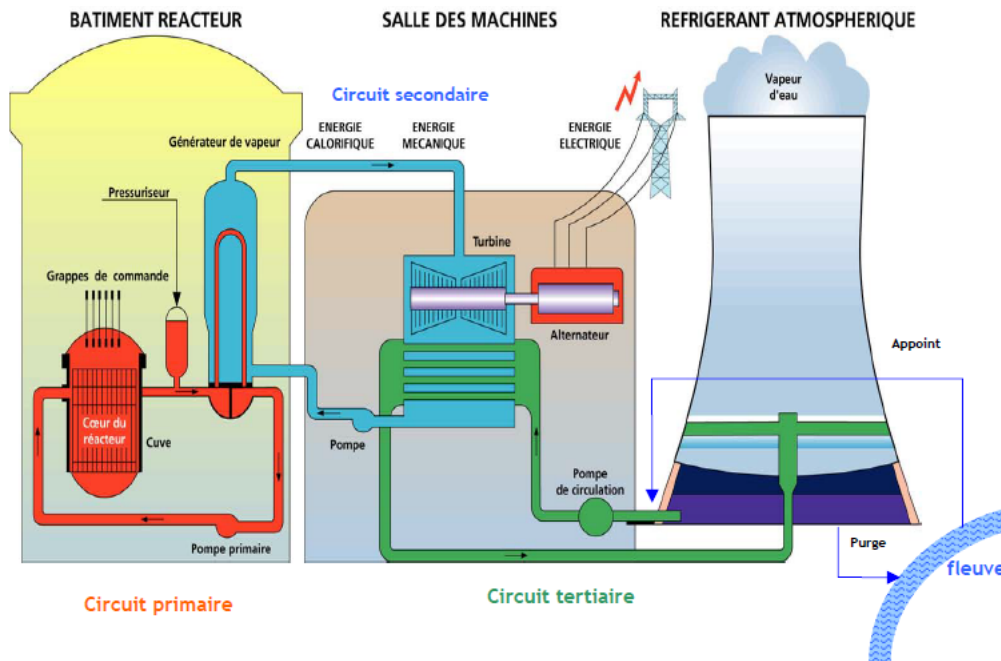 BATIMENT REACTEUR
SALLE DES MACHINES
REFRIGERANT ATMOSPHERIQUE
Vapeur
d'eau
Circuit secondaire
Générateur de vapeur
ENERGIE
CALORIFIQUE
ENERGIE
MECANIQUE
ENERGIE
ELECTRIQUE
Pressuriseur
Grappes de commande
Turbine
Alternateur
Appoint
Cœur du
réacteur
Cuve
Pompe
Pompe
de circulation
Pompe primaire
Purge
fleuve
Circuit primaire
Circuit tertiaire